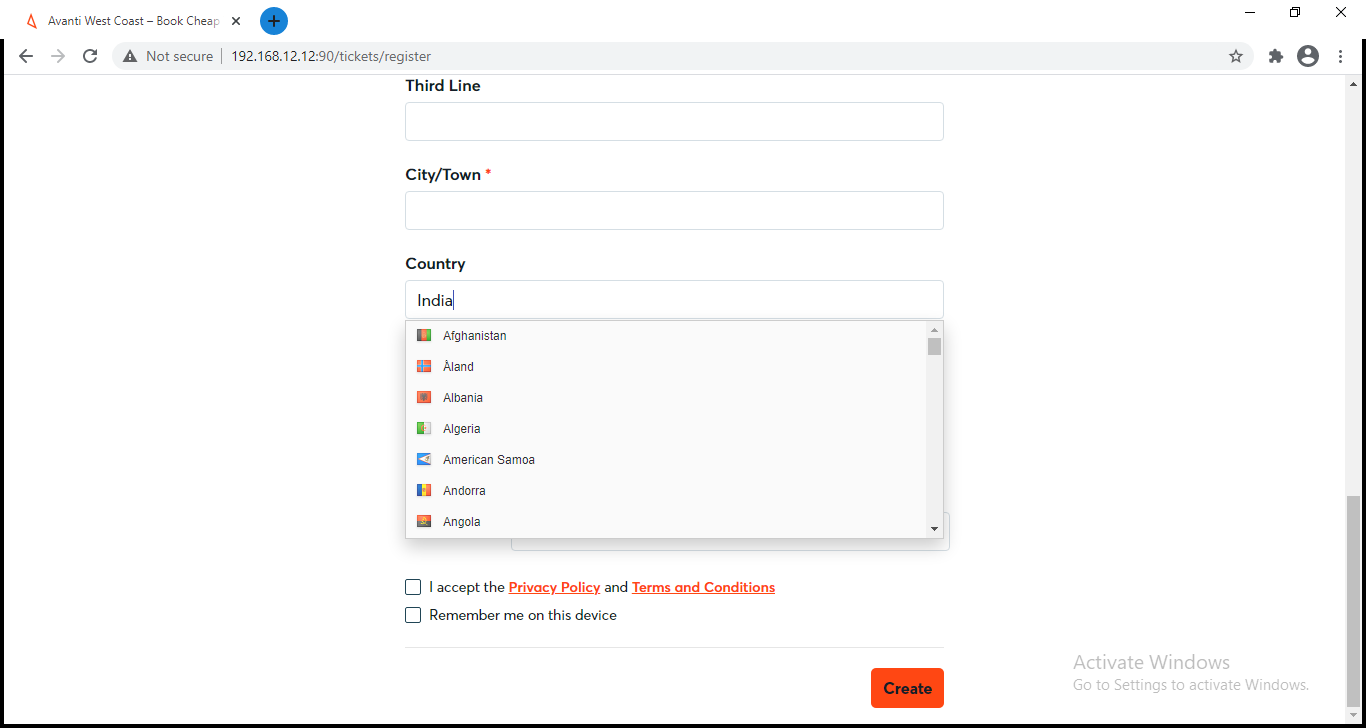 Avanti West Coast – Book Cheap
Not secure 192.168.12.12:90/tickets/register
Third Line
City/Town *
Country
India
Afghanistan
Åland
Albania
Algeria
American Samoa
Andorra
Angola
I accept the Privacy Policy and Terms and Conditions
Remember me on this device
Create
Activate Windows
Go to Settings to activate Windows.